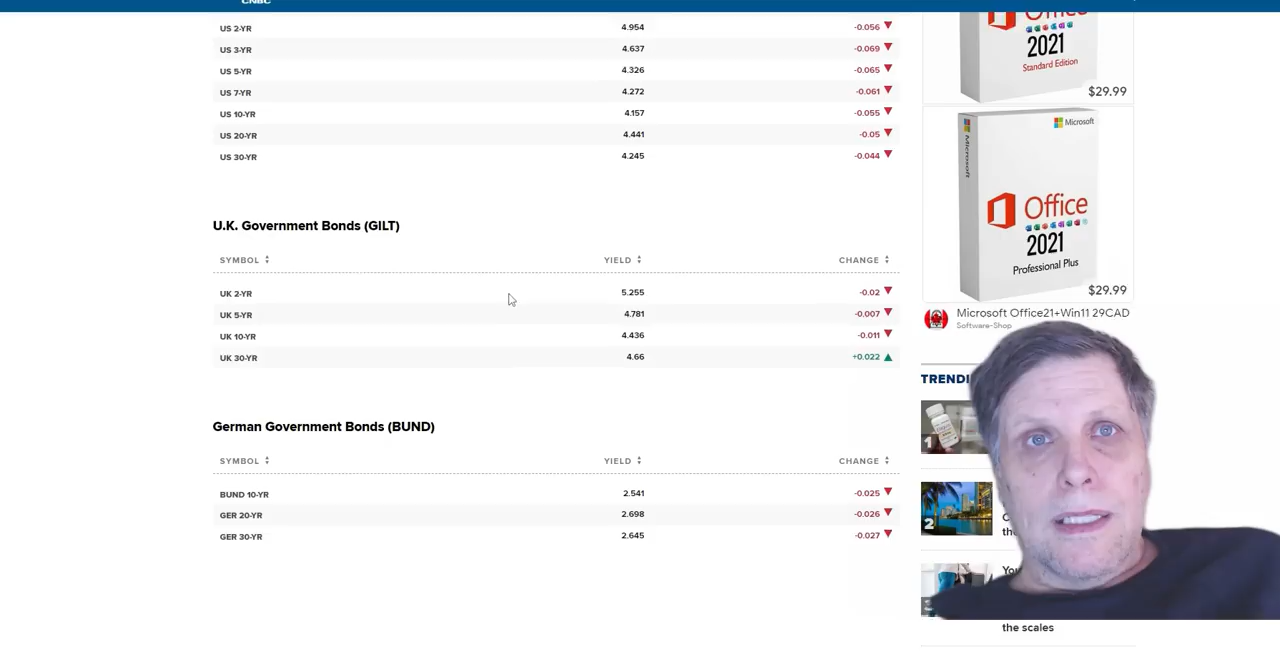 CNBC
US 2-YR 4.954 -0.056
US 3-YR 4.637 -0.069
US 5-YR 4.326 -0.065
US 7-YR 4.272 -0.061
US 10-YR 4.157 -0.055
US 20-YR 4.441 -0.05
US 30-YR 4.245 -0.044
U.K. Government Bonds (GILT)
SYMBOL YIELD CHANGE
UK 2-YR 5.255 -0.02
UK 5-YR 4.781 -0.007
UK 10-YR 4.436 -0.011
UK 30-YR 4.66 +0.022
German Government Bonds (BUND)
SYMBOL YIELD CHANGE
BUND 10-YR 2.541 -0.025
GER 20-YR 2.698 -0.026
GER 30-YR 2.645 -0.027
Office
2021
Standard Edition
$29.99
Microsoft
Microsoft
Office
2021
Professional Plus
$29.99
Microsoft Office21+Win11 29CAD
Software-Shop
TRENDI
1
2
the
You
3
the scales